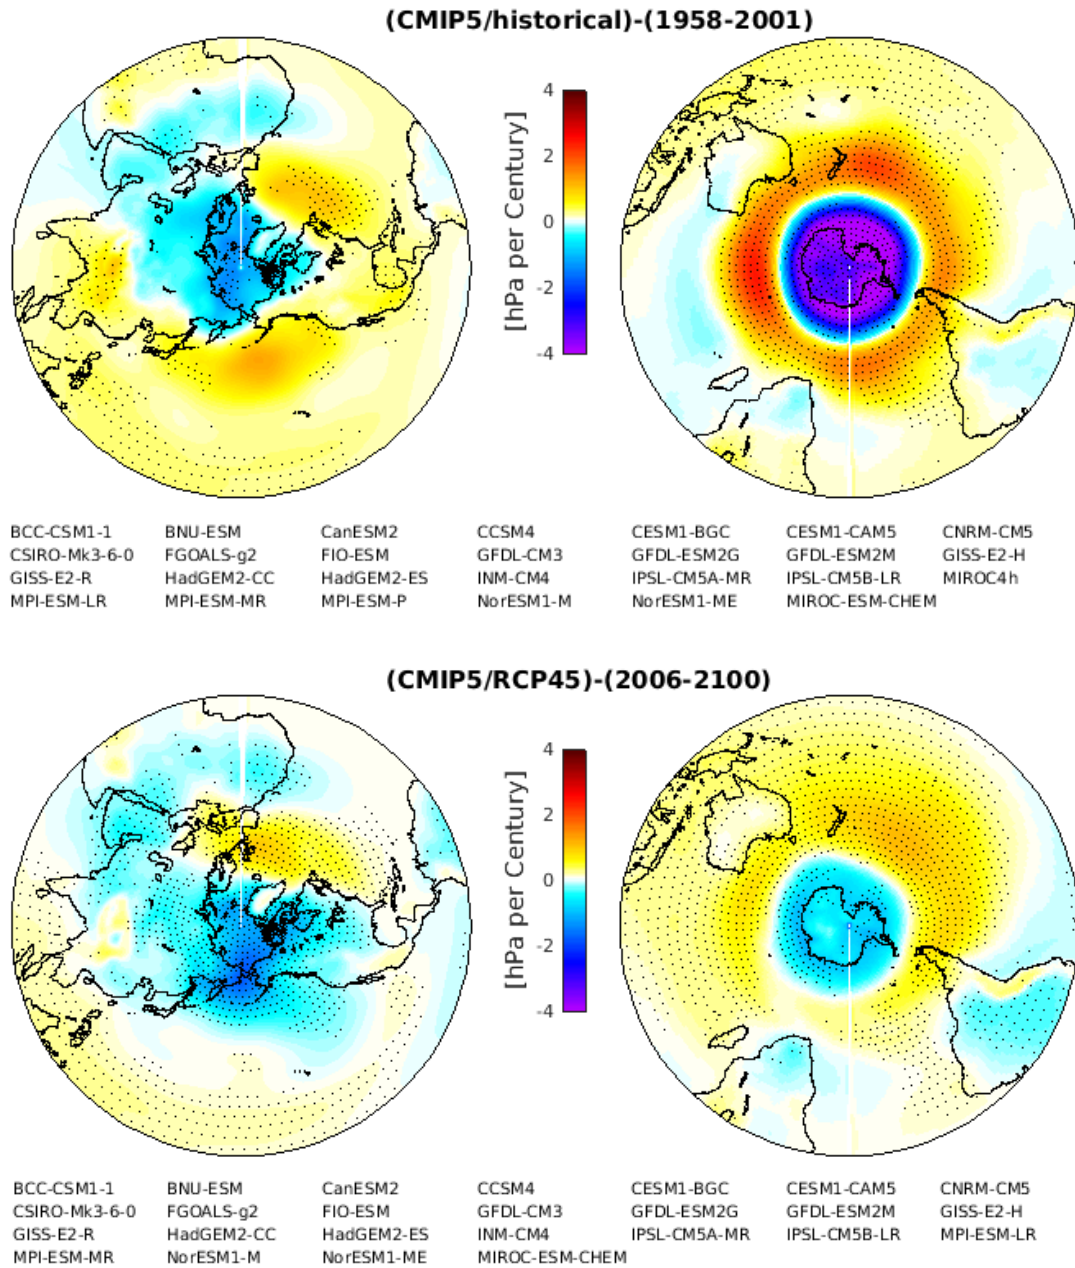 (CMIP5/historical)-(1958-2001)
[hPa per Century]
4
2
0
-2
-4
BCC-CSM1-1 BNU-ESM CanESM2 CCSM4 CESM1-BGC CESM1-CAM5 CNRM-CM5
CSIRO-Mk3-6-0 FGOALS-g2 FIO-ESM GFDL-CM3 GFDL-ESM2G GFDL-ESM2M GISS-E2-H
GISS-E2-R HadGEM2-CC HadGEM2-ES INM-CM4 IPSL-CM5A-MR IPSL-CM5B-LR MIROC4h
MPI-ESM-LR MPI-ESM-MR MPI-ESM-P NorESM1-M NorESM1-ME MIROC-ESM-CHEM
(CMIP5/RCP45)-(2006-2100)
[hPa per Century]
4
2
0
-2
-4
BCC-CSM1-1 BNU-ESM CanESM2 CCSM4 CESM1-BGC CESM1-CAM5 CNRM-CM5
CSIRO-Mk3-6-0 FGOALS-g2 FIO-ESM GFDL-CM3 GFDL-ESM2G GFDL-ESM2M GISS-E2-H
GISS-E2-R HadGEM2-CC HadGEM2-ES INM-CM4 IPSL-CM5A-MR IPSL-CM5B-LR MPI-ESM-LR
MPI-ESM-MR NorESM1-M NorESM1-ME MIROC-ESM-CHEM